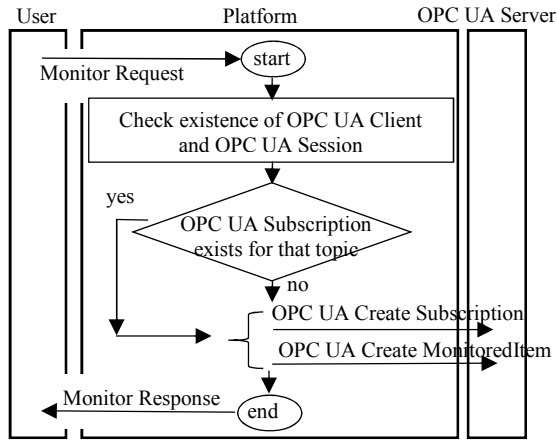 User
Platform
OPC UA Server
Monitor Request
start
Check existence of OPC UA Client
and OPC UA Session
yes
OPC UA Subscription
exists for that topic
no
OPC UA Create Subscription
OPC UA Create MonitoredItem
Monitor Response
end